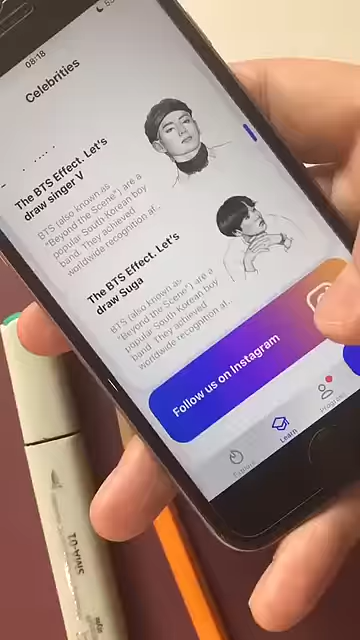 08:18
Celebrities
The BTS Effect. Let's
draw singer V
BTS (also known as
"Beyond the Scene") are a
popular South Korean boy
band. They achieved
worldwide recognition af...
The BTS Effect. Let's
draw Suga
BTS (also known as
"Beyond the Scene") are a
popular South Korean boy
band. They achieved
worldwide recognition af...
Follow us on Instagram
Learn